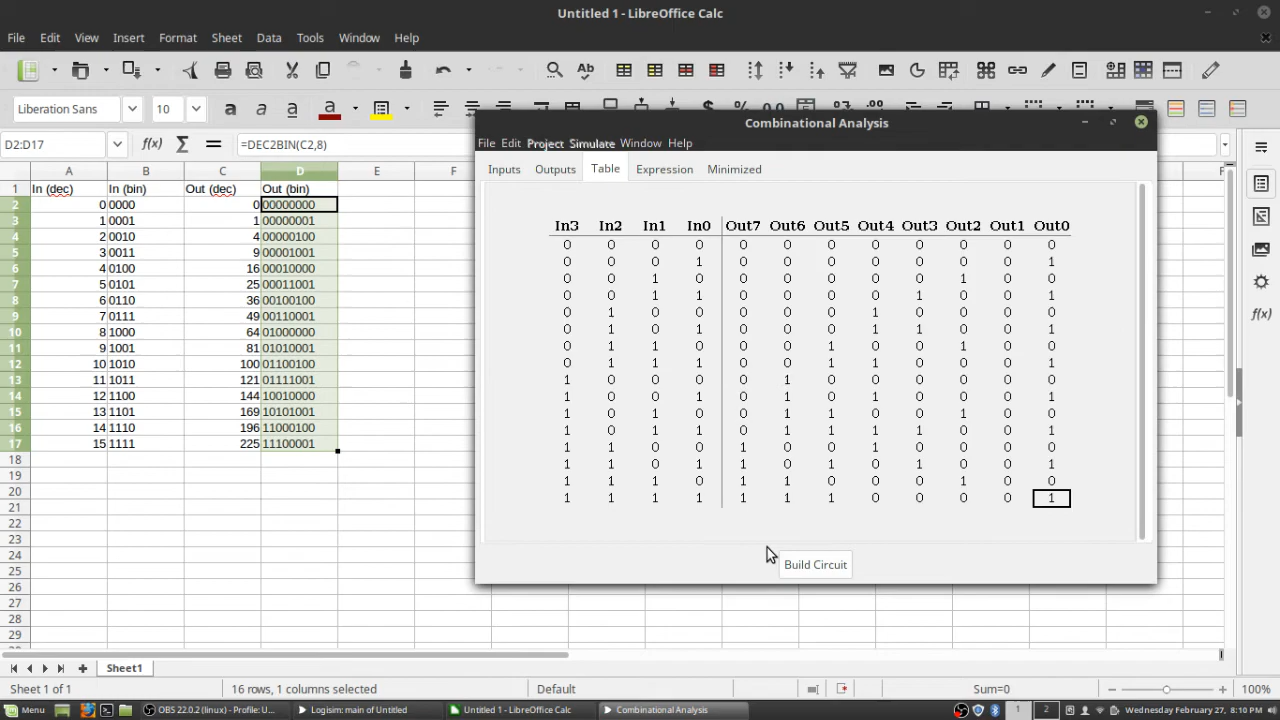 Untitled 1 - LibreOffice Calc
File Edit View Insert Format Sheet Data Tools Window Help
Liberation Sans 10
D2:D17 f(x) Σ = =DEC2BIN(C2,8)
A B C D E F
1 In (dec) In (bin) Out (dec) Out (bin)
2 0 0000 0 00000000
3 1 0001 1 00000001
4 2 0010 4 00000100
5 3 0011 9 00001001
6 4 0100 16 00010000
7 5 0101 25 00011001
8 6 0110 36 00100100
9 7 0111 49 00110001
10 8 1000 64 01000000
11 9 1001 81 01010001
12 10 1010 100 01100100
13 11 1011 121 01111001
14 12 1100 144 10010000
15 13 1101 169 10101001
16 14 1110 196 11000100
17 15 1111 225 11100001
18
19
20
21
22
23
24
25
26
27
28
29
Combinational Analysis
File Edit Project Simulate Window Help
Inputs Outputs Table Expression Minimized
In3 In2 In1 In0 Out7 Out6 Out5 Out4 Out3 Out2 Out1 Out0
0 0 0 0 0 0 0 0 0 0 0 0
0 0 0 1 0 0 0 0 0 0 0 1
0 0 1 0 0 0 0 0 0 1 0 0
0 0 1 1 0 0 0 0 1 0 0 1
0 1 0 0 0 0 0 1 0 0 0 0
0 1 0 1 0 0 0 1 1 0 0 1
0 1 1 0 0 0 1 0 0 1 0 0
0 1 1 1 0 0 1 1 0 0 0 1
1 0 0 0 0 1 0 0 0 0 0 0
1 0 0 1 0 1 0 1 0 0 0 1
1 0 1 0 0 1 1 0 0 1 0 0
1 0 1 1 0 1 1 1 1 0 0 1
1 1 0 0 1 0 0 1 0 0 0 0
1 1 0 1 1 0 1 0 1 0 0 1
1 1 1 0 1 1 0 0 0 1 0 0
1 1 1 1 1 1 1 0 0 0 0 1
Build Circuit
f(x)
Sheet1
Sheet 1 of 1 16 rows, 1 columns selected Default Sum=0 100%
Menu OBS 22.0.2 (linux) - Profile: U... Logisim: main of Untitled Untitled 1 - LibreOffice Calc Combinational Analysis 1 2 Wednesday February 27, 8:10 PM